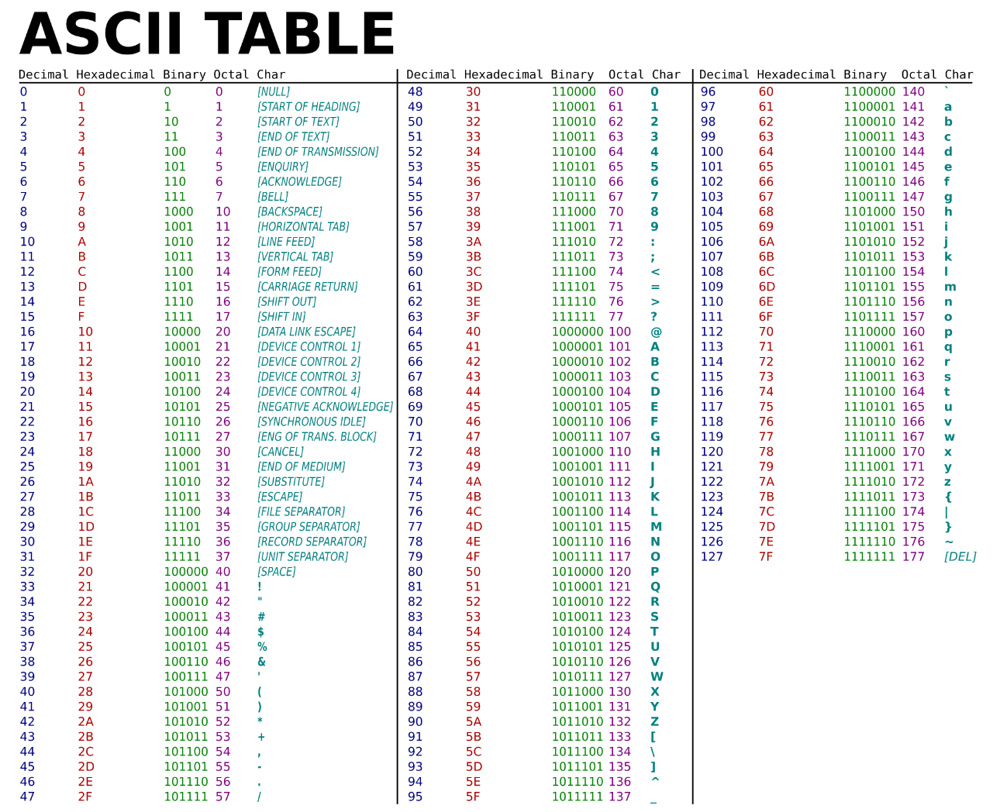 ASCII TABLE
Decimal Hexadecimal Binary Octal Char
0 0 0 0 [NULL]
1 1 1 1 [START OF HEADING]
2 2 10 2 [START OF TEXT]
3 3 11 3 [END OF TEXT]
4 4 100 4 [END OF TRANSMISSION]
5 5 101 5 [ENQUIRY]
6 6 110 6 [ACKNOWLEDGE]
7 7 111 7 [BELL]
8 8 1000 10 [BACKSPACE]
9 9 1001 11 [HORIZONTAL TAB]
10 A 1010 12 [LINE FEED]
11 B 1011 13 [VERTICAL TAB]
12 C 1100 14 [FORM FEED]
13 D 1101 15 [CARRIAGE RETURN]
14 E 1110 16 [SHIFT OUT]
15 F 1111 17 [SHIFT IN]
16 10 10000 20 [DATA LINK ESCAPE]
17 11 10001 21 [DEVICE CONTROL 1]
18 12 10010 22 [DEVICE CONTROL 2]
19 13 10011 23 [DEVICE CONTROL 3]
20 14 10100 24 [DEVICE CONTROL 4]
21 15 10101 25 [NEGATIVE ACKNOWLEDGE]
22 16 10110 26 [SYNCHRONOUS IDLE]
23 17 10111 27 [ENG OF TRANS. BLOCK]
24 18 11000 30 [CANCEL]
25 19 11001 31 [END OF MEDIUM]
26 1A 11010 32 [SUBSTITUTE]
27 1B 11011 33 [ESCAPE]
28 1C 11100 34 [FILE SEPARATOR]
29 1D 11101 35 [GROUP SEPARATOR]
30 1E 11110 36 [RECORD SEPARATOR]
31 1F 11111 37 [UNIT SEPARATOR]
32 20 100000 40 [SPACE]
33 21 100001 41 !
34 22 100010 42 "
35 23 100011 43 #
36 24 100100 44 $
37 25 100101 45 %
38 26 100110 46 &
39 27 100111 47 '
40 28 101000 50 (
41 29 101001 51 )
42 2A 101010 52 *
43 2B 101011 53 +
44 2C 101100 54 ,
45 2D 101101 55 -
46 2E 101110 56 .
47 2F 101111 57 /
Decimal Hexadecimal Binary Octal Char
48 30 110000 60 0
49 31 110001 61 1
50 32 110010 62 2
51 33 110011 63 3
52 34 110100 64 4
53 35 110101 65 5
54 36 110110 66 6
55 37 110111 67 7
56 38 111000 70 8
57 39 111001 71 9
58 3A 111010 72 :
59 3B 111011 73 ;
60 3C 111100 74 <
61 3D 111101 75 =
62 3E 111110 76 >
63 3F 111111 77 ?
64 40 1000000 100 @
65 41 1000001 101 A
66 42 1000010 102 B
67 43 1000011 103 C
68 44 1000100 104 D
69 45 1000101 105 E
70 46 1000110 106 F
71 47 1000111 107 G
72 48 1001000 110 H
73 49 1001001 111 I
74 4A 1001010 112 J
75 4B 1001011 113 K
76 4C 1001100 114 L
77 4D 1001101 115 M
78 4E 1001110 116 N
79 4F 1001111 117 O
80 50 1010000 120 P
81 51 1010001 121 Q
82 52 1010010 122 R
83 53 1010011 123 S
84 54 1010100 124 T
85 55 1010101 125 U
86 56 1010110 126 V
87 57 1010111 127 W
88 58 1011000 130 X
89 59 1011001 131 Y
90 5A 1011010 132 Z
91 5B 1011011 133 [
92 5C 1011100 134 \
93 5D 1011101 135 ]
94 5E 1011110 136 ^
95 5F 1011111 137 _
Decimal Hexadecimal Binary Octal Char
96 60 1100000 140 `
97 61 1100001 141 a
98 62 1100010 142 b
99 63 1100011 143 c
100 64 1100100 144 d
101 65 1100101 145 e
102 66 1100110 146 f
103 67 1100111 147 g
104 68 1101000 150 h
105 69 1101001 151 i
106 6A 1101010 152 j
107 6B 1101011 153 k
108 6C 1101100 154 l
109 6D 1101101 155 m
110 6E 1101110 156 n
111 6F 1101111 157 o
112 70 1110000 160 p
113 71 1110001 161 q
114 72 1110010 162 r
115 73 1110011 163 s
116 74 1110100 164 t
117 75 1110101 165 u
118 76 1110110 166 v
119 77 1110111 167 w
120 78 1111000 170 x
121 79 1111001 171 y
122 7A 1111010 172 z
123 7B 1111011 173 {
124 7C 1111100 174 |
125 7D 1111101 175 }
126 7E 1111110 176 ~
127 7F 1111111 177 [DEL]